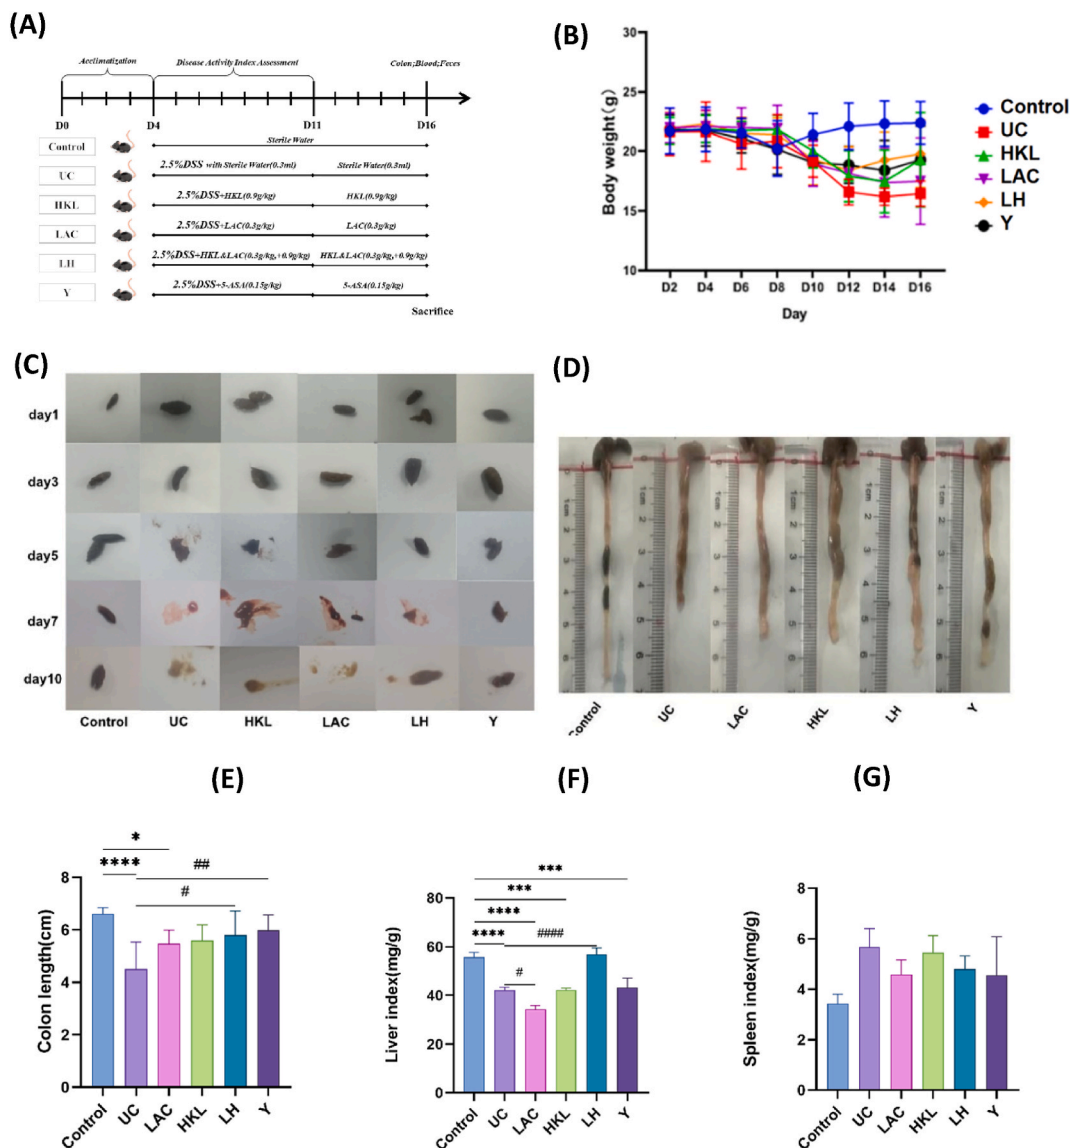 (A)
Acclimatization
Disease Activity Index Assessment
Colon;Blood;Feces
D0 D4 D11 D16
Control Sterile Water
UC 2.5%DSS with Sterile Water(0.3ml) Sterile Water(0.3ml)
HKL 2.5%DSS+HKL(0.9g/kg) HKL(0.9g/kg)
LAC 2.5%DSS+LAC(0.3g/kg) LAC(0.3g/kg)
LH 2.5%DSS+HKL&LAC(0.3g/kg,+0.9g/kg) HKL&LAC(0.3g/kg,+0.9g/kg)
Y 2.5%DSS+5-ASA(0.15g/kg) 5-ASA(0.15g/kg)
Sacrifice
(B)
Body weight(g)
30
25
20
15
10
D2 D4 D6 D8 D10 D12 D14 D16
Day
Control
UC
HKL
LAC
LH
Y
(C)
day1
day3
day5
day7
day10
Control UC HKL LAC LH Y
(D)
Control UC LAC HKL LH Y
(E)
*
****
##
#
Colon length(cm)
8
6
4
2
0
Control UC LAC HKL LH Y
(F)
***
***
****
****
####
#
Liver index(mg/g)
80
60
40
20
0
Control UC LAC HKL LH Y
(G)
Spleen index(mg/g)
8
6
4
2
0
Control UC LAC HKL LH Y